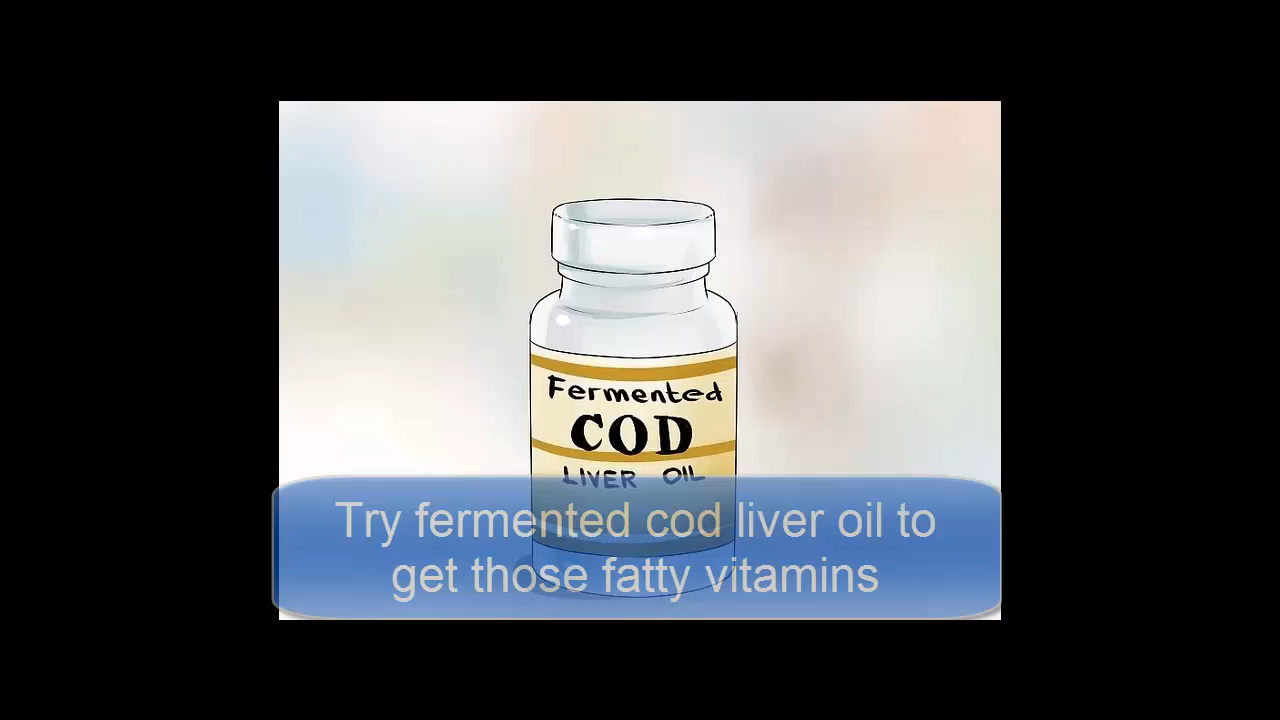 Fermented
COD
LIVER OIL
Try fermented cod liver oil to
get those fatty vitamins